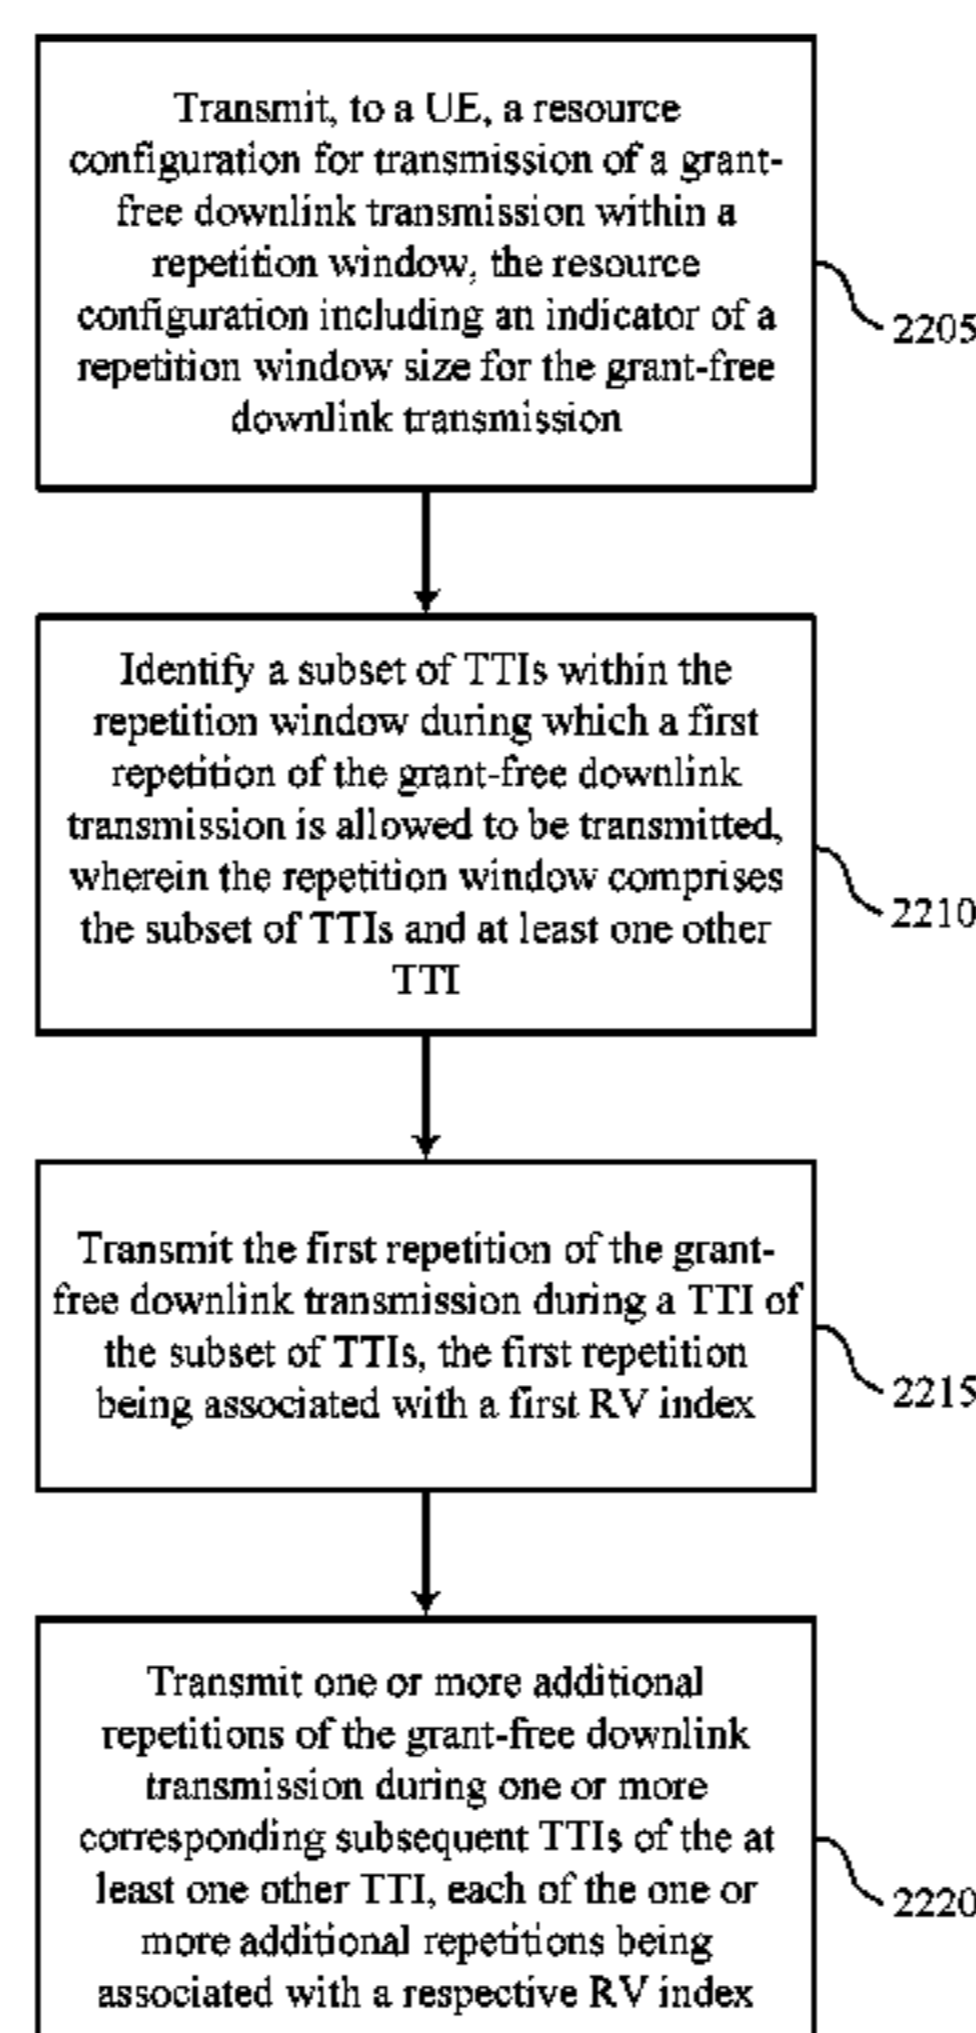 Transmit, to a UE, a resource
configuration for transmission of a grant-
free downlink transmission within a
repetition window, the resource
configuration including an indicator of a
repetition window size for the grant-free
downlink transmission
2205
Identify a subset of TTIs within the
repetition window during which a first
repetition of the grant-free downlink
transmission is allowed to be transmitted,
wherein the repetition window comprises
the subset of TTIs and at least one other
TTI
2210
Transmit the first repetition of the grant-
free downlink transmission during a TTI of
the subset of TTIs, the first repetition
being associated with a first RV index
2215
Transmit one or more additional
repetitions of the grant-free downlink
transmission during one or more
corresponding subsequent TTIs of the at
least one other TTI, each of the one or
more additional repetitions being
associated with a respective RV index
2220